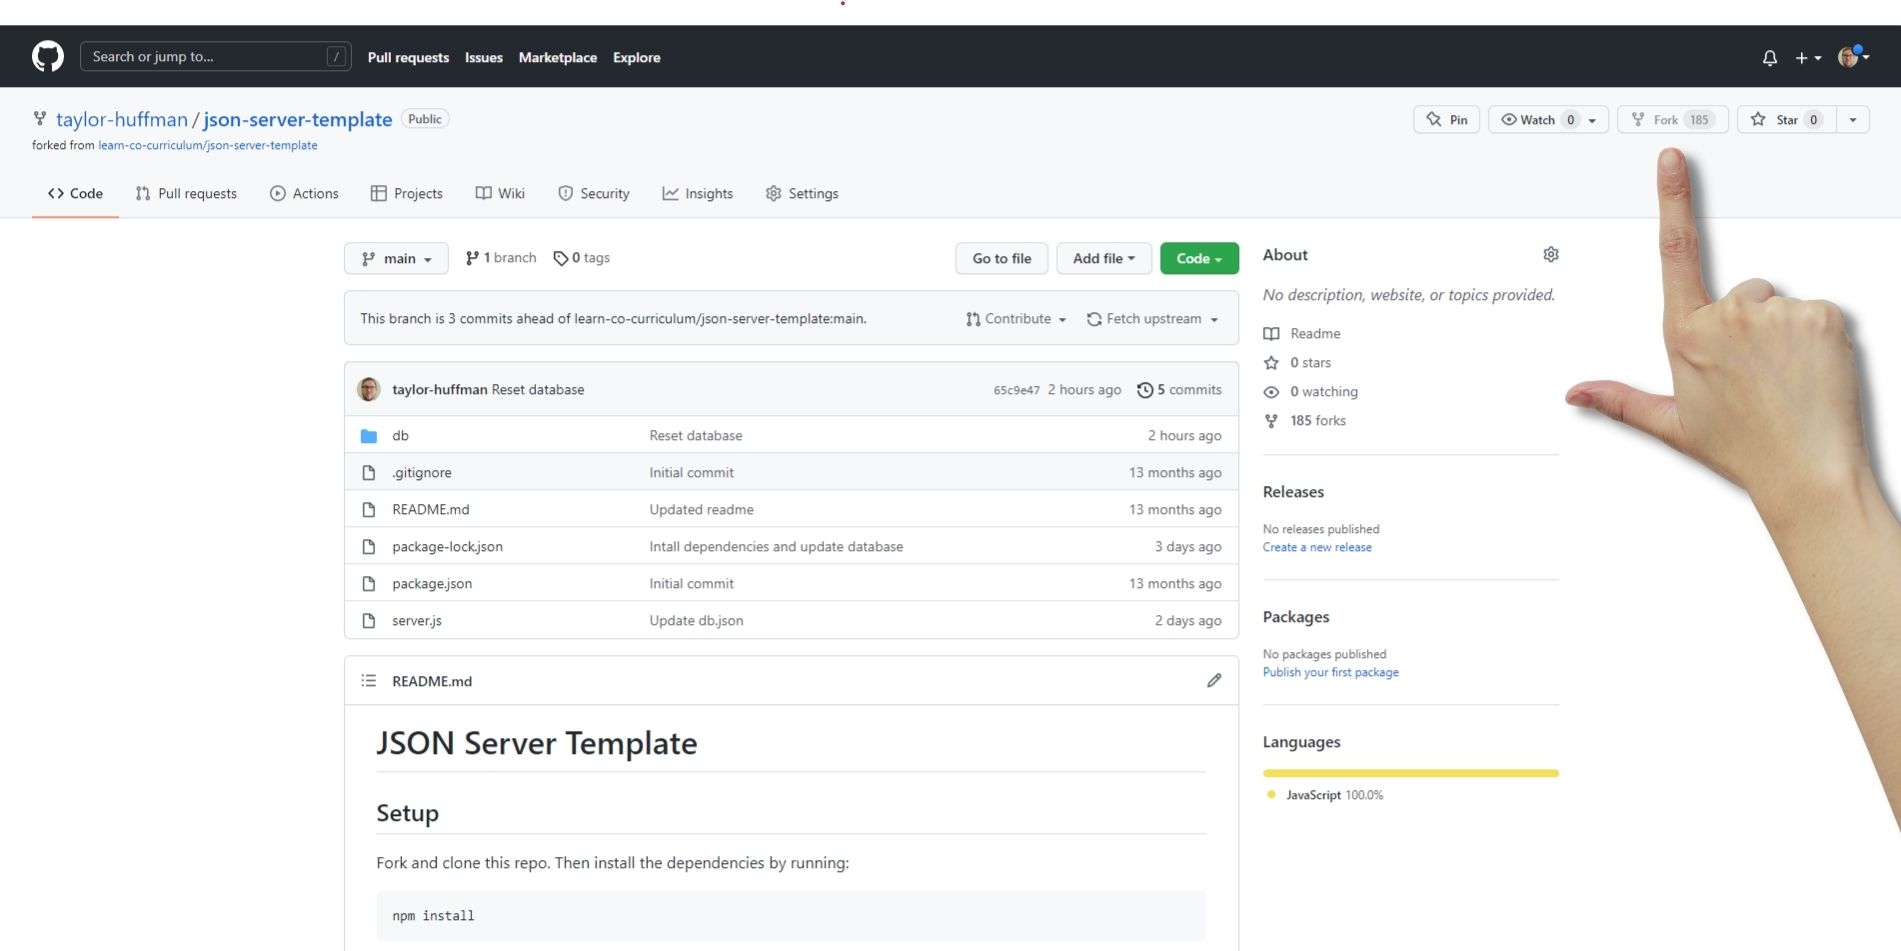 Search or jump to... /
Pull requests Issues Marketplace Explore
taylor-huffman / json-server-template Public
Pin Watch 0 Fork 185 Star 0
forked from learn-co-curriculum/json-server-template
Code Pull requests Actions Projects Wiki Security Insights Settings
main 1 branch 0 tags Go to file Add file Code
This branch is 3 commits ahead of learn-co-curriculum/json-server-template:main. Contribute Fetch upstream
taylor-huffman Reset database 65c9e47 2 hours ago 5 commits
db Reset database 2 hours ago
.gitignore Initial commit 13 months ago
README.md Updated readme 13 months ago
package-lock.json Intall dependencies and update database 3 days ago
package.json Initial commit 13 months ago
server.js Update db.json 2 days ago
README.md
JSON Server Template
Setup
Fork and clone this repo. Then install the dependencies by running:
npm install
About
No description, website, or topics provided.
Readme
0 stars
0 watching
185 forks
Releases
No releases published
Create a new release
Packages
No packages published
Publish your first package
Languages
JavaScript 100.0%